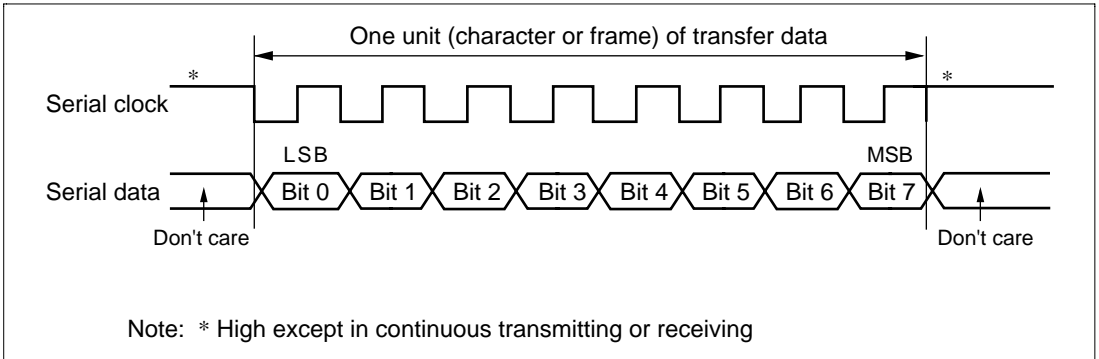 One unit (character or frame) of transfer data
* *
Serial clock
LSB MSB
Serial data Bit 0 Bit 1 Bit 2 Bit 3 Bit 4 Bit 5 Bit 6 Bit 7
Don't care Don't care
Note: * High except in continuous transmitting or receiving